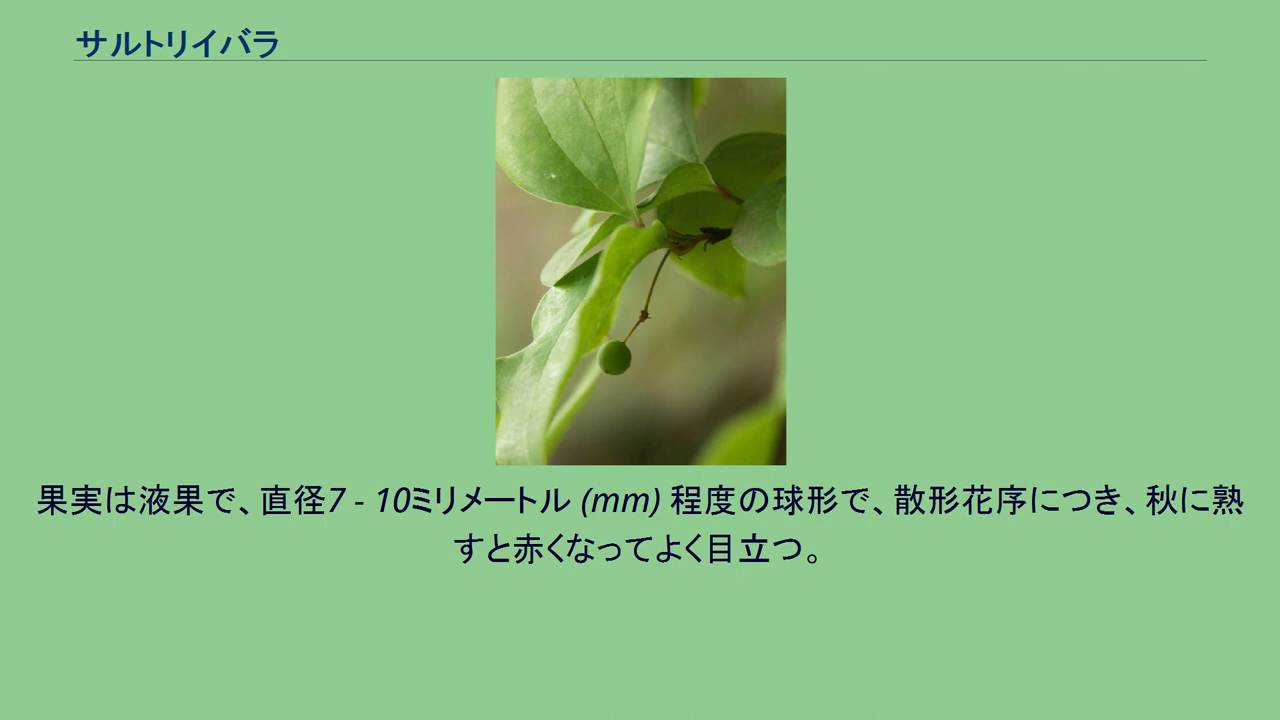 サルトリイバラ
果実は液果で、直径7 - 10ミリメートル (mm) 程度の球形で、散形花序につき、秋に熟
すと赤くなってよく目立つ。